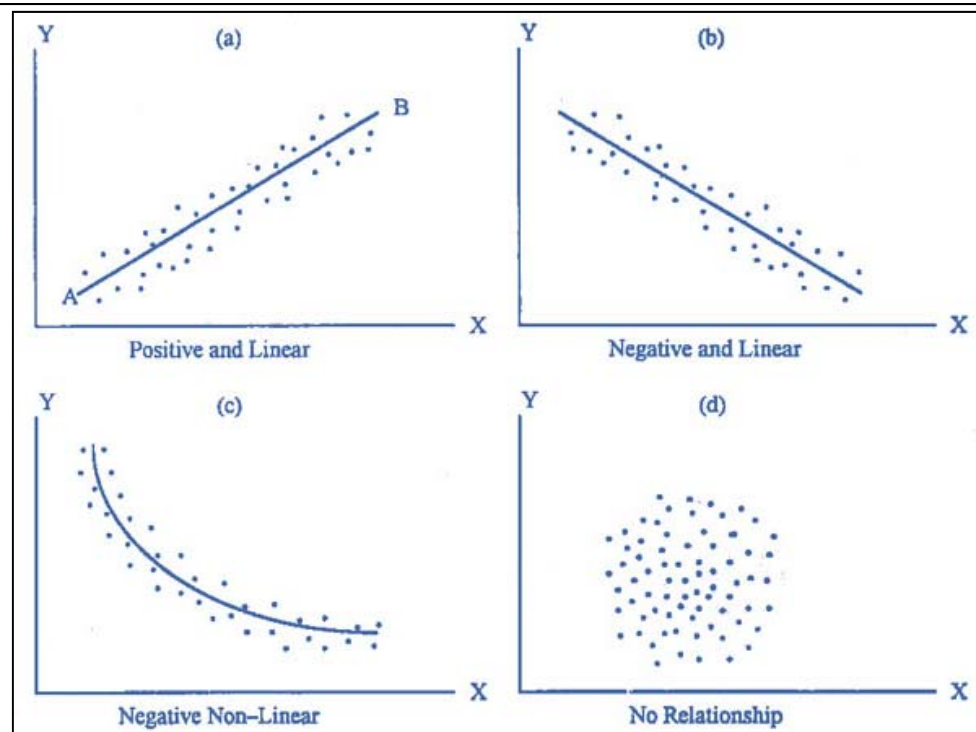 Y
(a)
B
A
X
Positive and Linear
Y
(b)
X
Negative and Linear
Y
(c)
X
Negative Non–Linear
Y
(d)
X
No Relationship